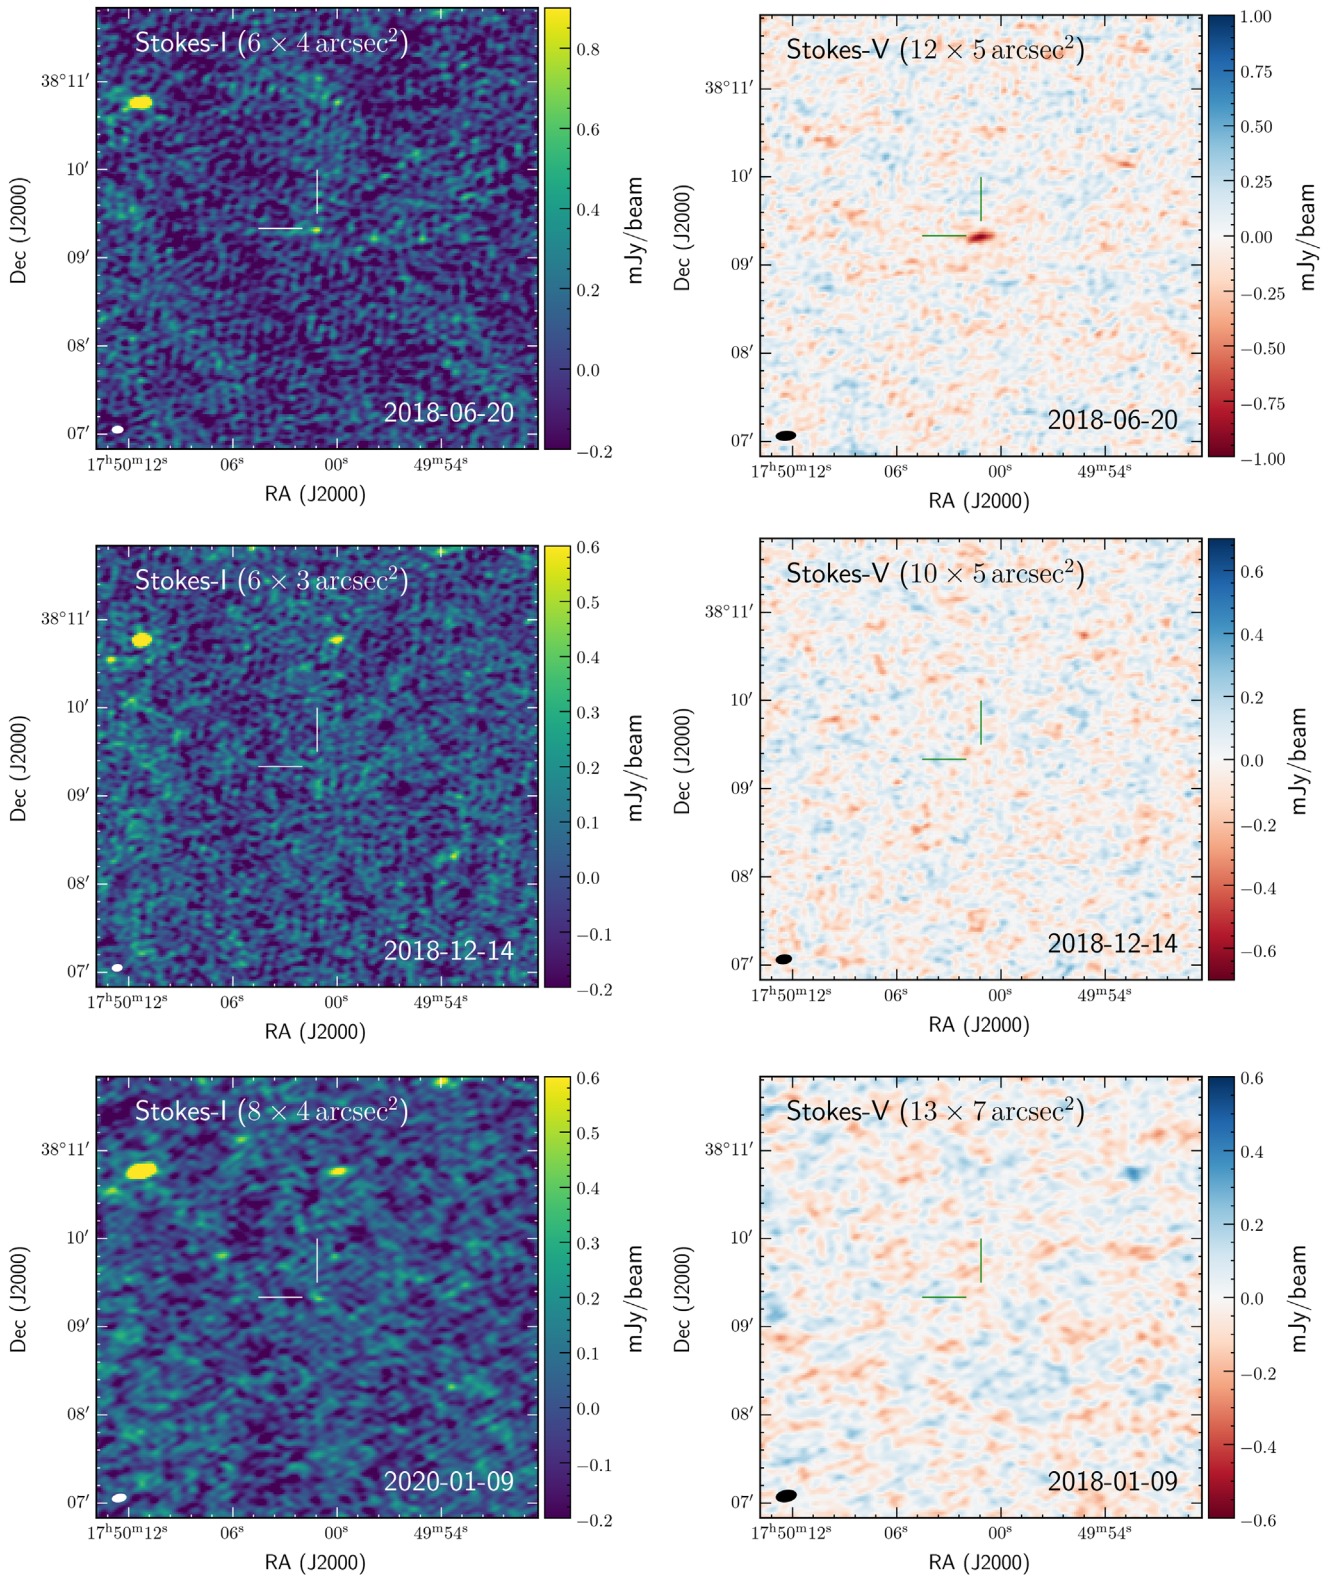 Stokes-I (6 × 4 arcsec²)
38°11′
10′
09′
08′
07′
Dec (J2000)
17ʰ50ᵐ12ˢ 06ˢ 00ˢ 49ᵐ54ˢ
RA (J2000)
2018-06-20
0.8
0.6
0.4
0.2
0.0
−0.2
mJy/beam
Stokes-V (12 × 5 arcsec²)
38°11′
10′
09′
08′
07′
Dec (J2000)
17ʰ50ᵐ12ˢ 06ˢ 00ˢ 49ᵐ54ˢ
RA (J2000)
2018-06-20
1.00
0.75
0.50
0.25
0.00
−0.25
−0.50
−0.75
−1.00
mJy/beam
Stokes-I (6 × 3 arcsec²)
38°11′
10′
09′
08′
07′
Dec (J2000)
17ʰ50ᵐ12ˢ 06ˢ 00ˢ 49ᵐ54ˢ
RA (J2000)
2018-12-14
0.6
0.5
0.4
0.3
0.2
0.1
0.0
−0.1
−0.2
mJy/beam
Stokes-V (10 × 5 arcsec²)
38°11′
10′
09′
08′
07′
Dec (J2000)
17ʰ50ᵐ12ˢ 06ˢ 00ˢ 49ᵐ54ˢ
RA (J2000)
2018-12-14
0.6
0.4
0.2
0.0
−0.2
−0.4
−0.6
mJy/beam
Stokes-I (8 × 4 arcsec²)
38°11′
10′
09′
08′
07′
Dec (J2000)
17ʰ50ᵐ12ˢ 06ˢ 00ˢ 49ᵐ54ˢ
RA (J2000)
2020-01-09
0.6
0.5
0.4
0.3
0.2
0.1
0.0
−0.1
−0.2
mJy/beam
Stokes-V (13 × 7 arcsec²)
38°11′
10′
09′
08′
07′
Dec (J2000)
17ʰ50ᵐ12ˢ 06ˢ 00ˢ 49ᵐ54ˢ
RA (J2000)
2018-01-09
0.6
0.4
0.2
0.0
−0.2
−0.4
−0.6
mJy/beam